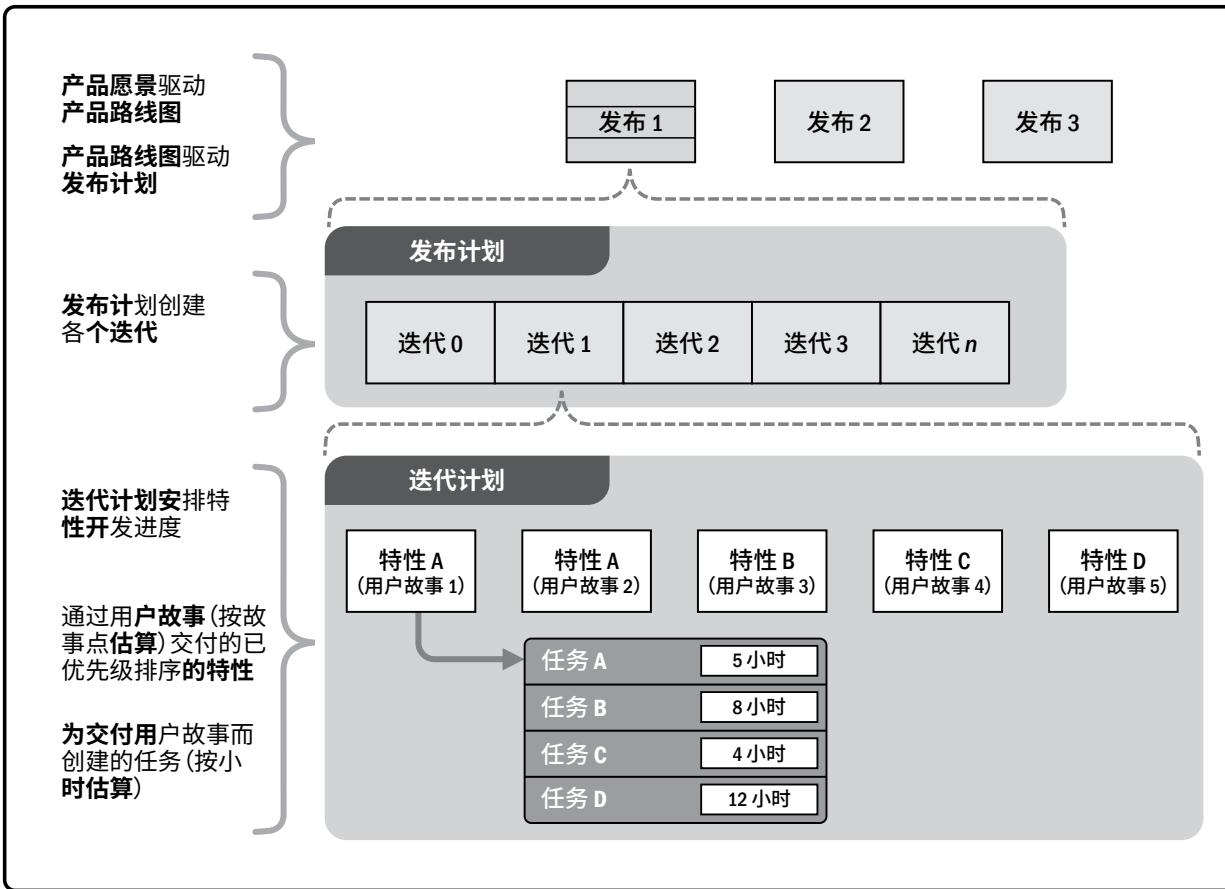 产品愿景驱动
产品路线图
产品路线图驱动
发布计划
发布 1
发布 2
发布 3
发布计划
发布计划创建
各个迭代
迭代 0
迭代 1
迭代 2
迭代 3
迭代 n
迭代计划
迭代计划安排特
性开发进度
特性 A
(用户故事 1)
特性 A
(用户故事 2)
特性 B
(用户故事 3)
特性 C
(用户故事 4)
特性 D
(用户故事 5)
通过用户故事(按故
事点估算)交付的已
优先级排序的特性
为交付用户故事而
创建的任务(按小
时估算)
任务 A
5 小时
任务 B
8 小时
任务 C
4 小时
任务 D
12 小时